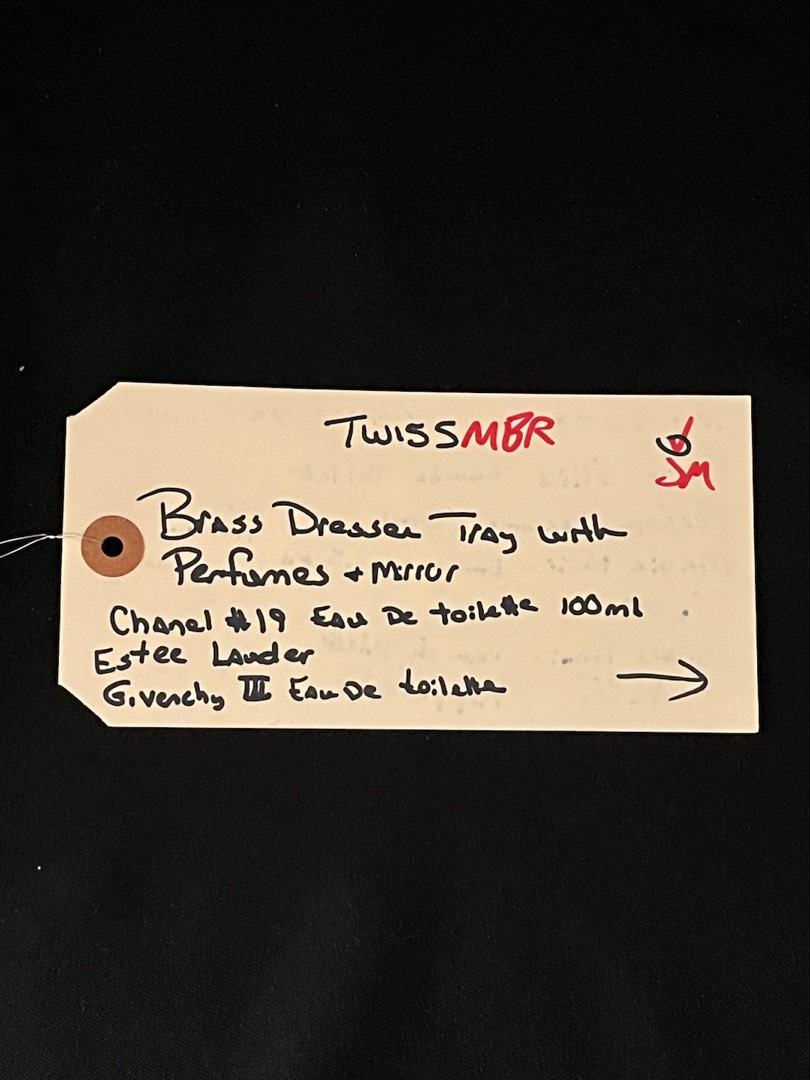 TWISSMBR
JM
Brass Dresser Tray with
Perfumes + Mirror
Chanel #19 Eau De toilette 100ml
Estee Lauder
Givenchy III Eau De toilette
→